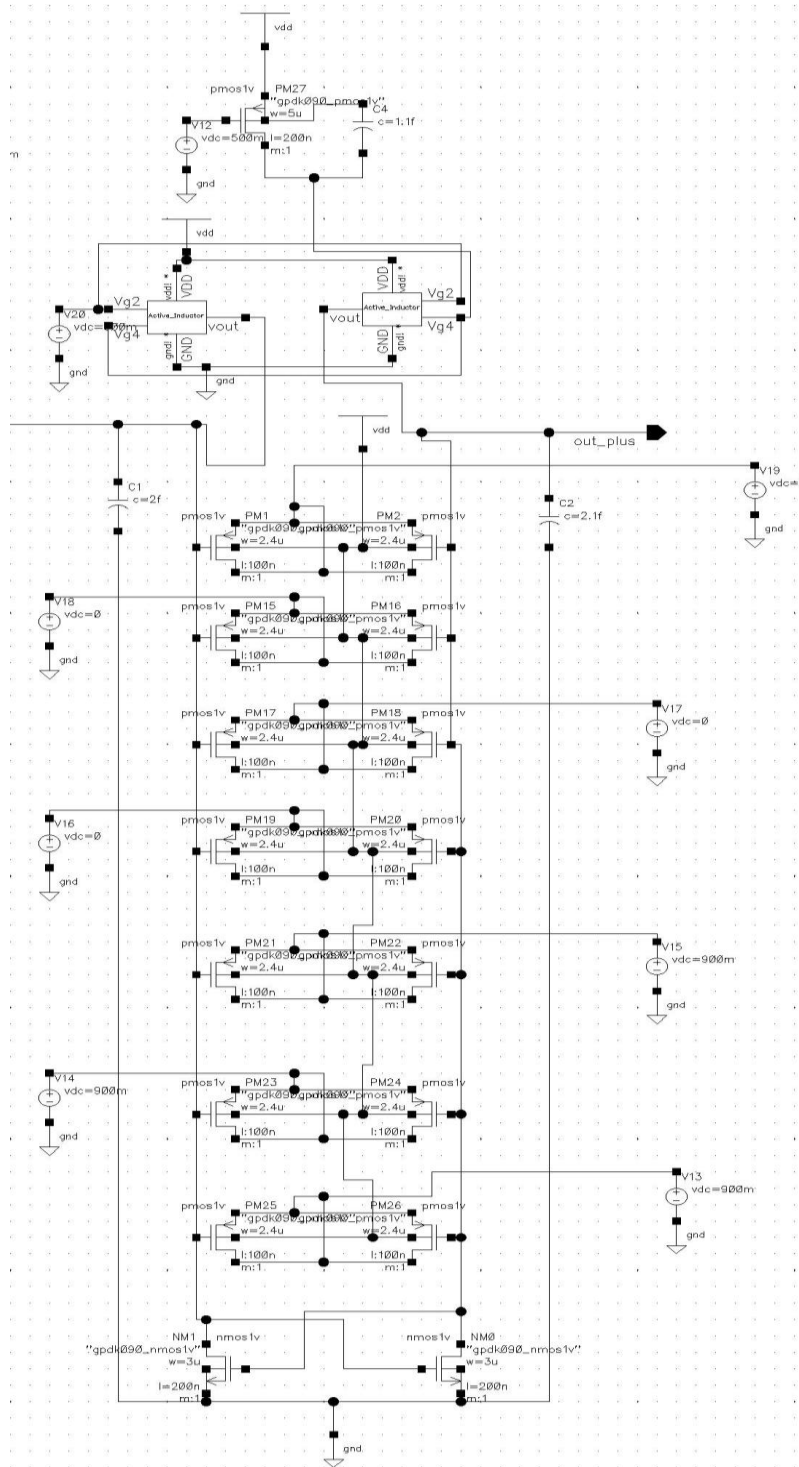 vdd
pmos1v PM27
"gpdk090_pmos1v"
w=5u
C4
c=1.1f
V12
vdc=500m
l=200n
m:1
m
gnd
vdd
VDD
vdd! *
VDD
vdd! *
Vg2
Active_Inductor
Vg2
Active_Inductor
V20
Vg4
vout
vout
Vg4
GND
gnd! *
GND
gnd! *
gnd
gnd
vdd
out_plus
V19
vdc=
gnd
C1
c=2f
C2
c=2.1f
pmos1v PM1 PM2 pmos1v
w=2.4u w=2.4u
l:100n l:100n
m:1 m:1
V18
vdc=0
gnd
pmos1v PM15 PM16 pmos1v
w=2.4u w=2.4u
l:100n l:100n
m:1 m:1
V17
vdc=0
gnd
pmos1v PM17 PM18 pmos1v
w=2.4u w=2.4u
l:100n l:100n
m:1 m:1
V16
vdc=0
gnd
pmos1v PM19 PM20 pmos1v
w=2.4u w=2.4u
l:100n l:100n
m:1 m:1
V15
vdc=900m
gnd
pmos1v PM21 PM22 pmos1v
w=2.4u w=2.4u
l:100n l:100n
m:1 m:1
V14
vdc=900m
gnd
pmos1v PM23 PM24 pmos1v
w=2.4u w=2.4u
l:100n l:100n
m:1 m:1
V13
vdc=900m
gnd
pmos1v PM25 PM26 pmos1v
w=2.4u w=2.4u
l:100n l:100n
m:1 m:1
NM1 nmos1v nmos1v NM0
"gpdk090_nmos1v" "gpdk090_nmos1v"
w=3u w=3u
l=200n l=200n
m:1 m:1
gnd